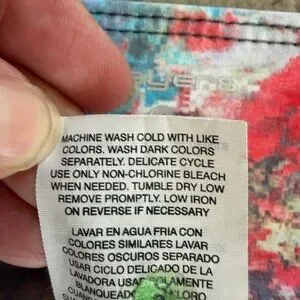 MACHINE WASH COLD WITH LIKE
COLORS. WASH DARK COLORS
SEPARATELY. DELICATE CYCLE
USE ONLY NON-CHLORINE BLEACH
WHEN NEEDED. TUMBLE DRY LOW
REMOVE PROMPTLY. LOW IRON
ON REVERSE IF NECESSARY
LAVAR EN AGUA FRIA CON
COLORES SIMILARES LAVAR
COLORES OSCUROS SEPARADO
USAR CICLO DELICADO DE LA
LAVADORA USAR SOLAMENTE
BLANQUEADO